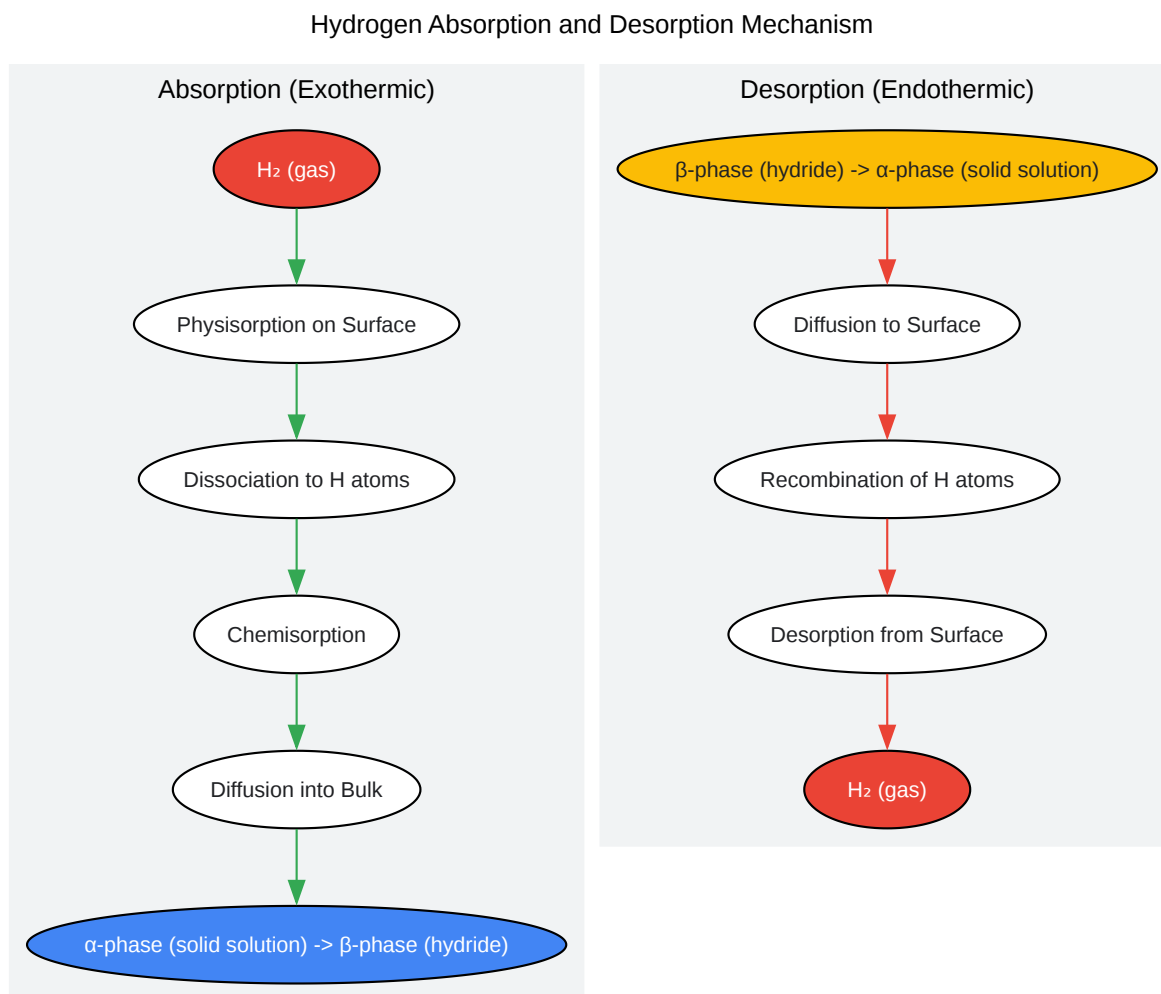 Hydrogen Absorption and Desorption Mechanism
Absorption (Exothermic)
H₂ (gas)
Physisorption on Surface
Dissociation to H atoms
Chemisorption
Diffusion into Bulk
α-phase (solid solution) -> β-phase (hydride)
Desorption (Endothermic)
β-phase (hydride) -> α-phase (solid solution)
Diffusion to Surface
Recombination of H atoms
Desorption from Surface
H₂ (gas)